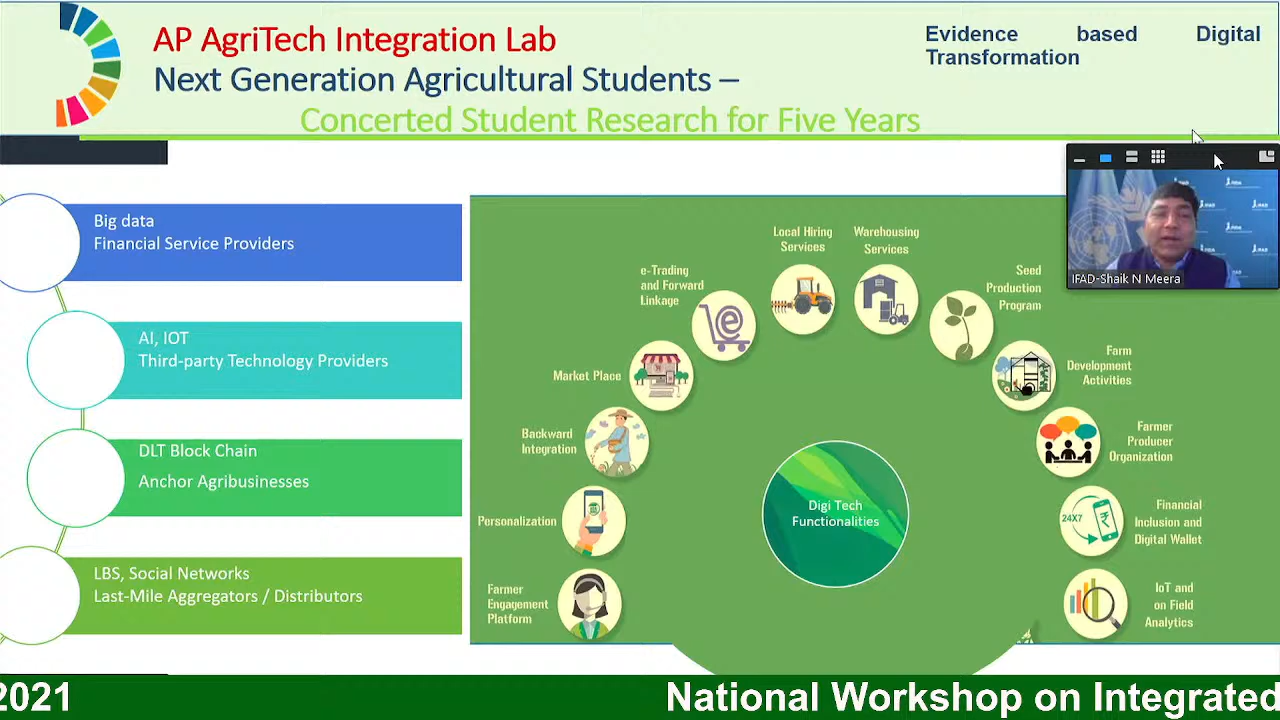 AP AgriTech Integration Lab
Next Generation Agricultural Students –
Concerted Student Research for Five Years
Evidence based Digital
Transformation
IFAD-Shaik N Meera
Big data
Financial Service Providers
AI, IOT
Third-party Technology Providers
DLT Block Chain
Anchor Agribusinesses
LBS, Social Networks
Last-Mile Aggregators / Distributors
Farmer
Engagement
Platform
Personalization
Backward
Integration
Market Place
e-Trading
and Forward
Linkage
Local Hiring
Services
Warehousing
Services
Seed
Production
Program
Farm
Development
Activities
Farmer
Producer
Organization
24X7
Financial
Inclusion and
Digital Wallet
IoT and
on Field
Analytics
Digi Tech
Functionalities
2021
National Workshop on Integrated